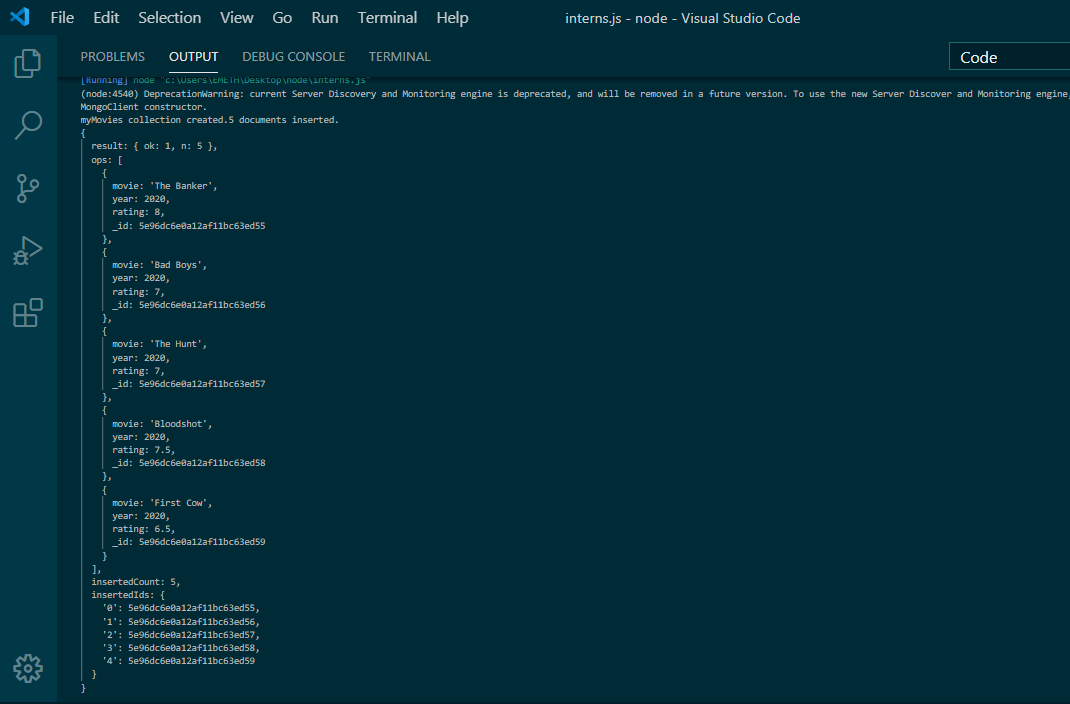 File Edit Selection View Go Run Terminal Help interns.js - node - Visual Studio Code
PROBLEMS OUTPUT DEBUG CONSOLE TERMINAL Code
[Running] node "c:\Users\EMETH\Desktop\node\interns.js"
(node:4540) DeprecationWarning: current Server Discovery and Monitoring engine is deprecated, and will be removed in a future version. To use the new Server Discover and Monitoring engine,
MongoClient constructor.
myMovies collection created.5 documents inserted.
{
result: { ok: 1, n: 5 },
ops: [
{
movie: 'The Banker',
year: 2020,
rating: 8,
_id: 5e96dc6e0a12af11bc63ed55
},
{
movie: 'Bad Boys',
year: 2020,
rating: 7,
_id: 5e96dc6e0a12af11bc63ed56
},
{
movie: 'The Hunt',
year: 2020,
rating: 7,
_id: 5e96dc6e0a12af11bc63ed57
},
{
movie: 'Bloodshot',
year: 2020,
rating: 7.5,
_id: 5e96dc6e0a12af11bc63ed58
},
{
movie: 'First Cow',
year: 2020,
rating: 6.5,
_id: 5e96dc6e0a12af11bc63ed59
}
],
insertedCount: 5,
insertedIds: {
'0': 5e96dc6e0a12af11bc63ed55,
'1': 5e96dc6e0a12af11bc63ed56,
'2': 5e96dc6e0a12af11bc63ed57,
'3': 5e96dc6e0a12af11bc63ed58,
'4': 5e96dc6e0a12af11bc63ed59
}
}